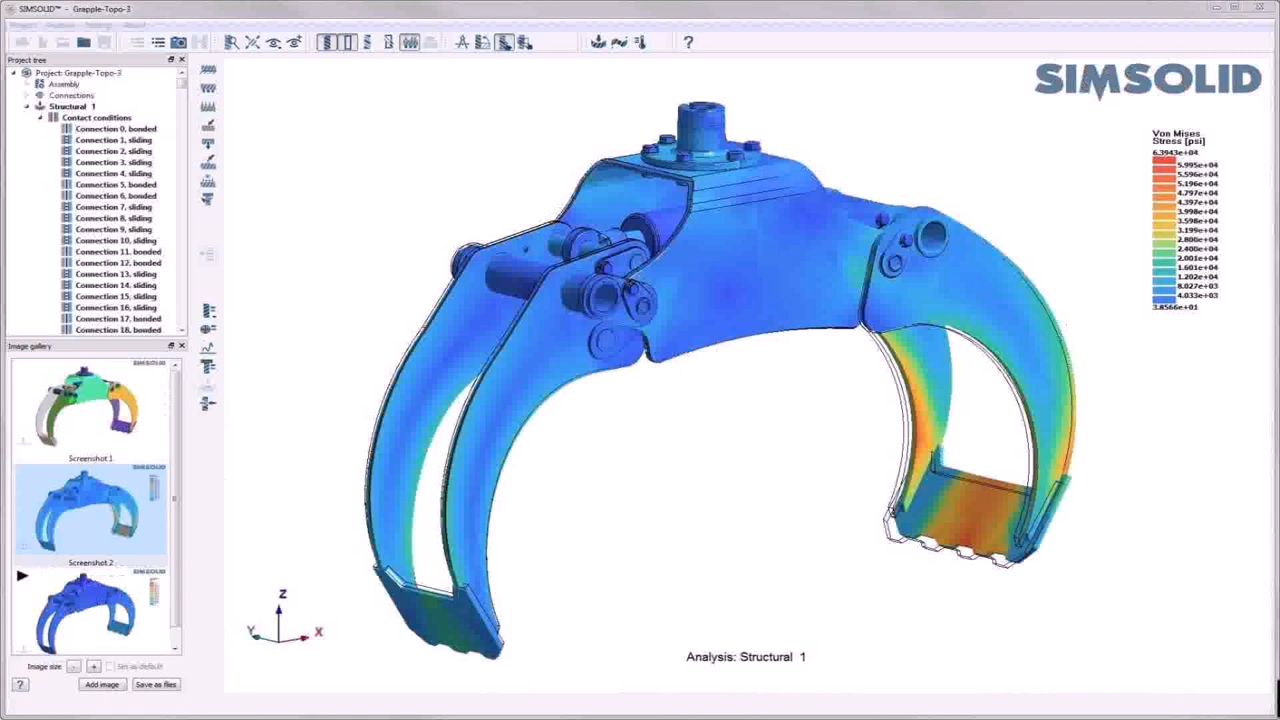 SIMSOLID™ - Grapple-Topo-3
Project tree
Project: Grapple-Topo-3
Assembly
Connections
Structural 1
Contact conditions
Connection 0, bonded
Connection 1, sliding
Connection 2, sliding
Connection 3, sliding
Connection 4, sliding
Connection 5, bonded
Connection 6, bonded
Connection 7, sliding
Connection 8, sliding
Connection 9, sliding
Connection 10, sliding
Connection 11, bonded
Connection 12, bonded
Connection 13, sliding
Connection 14, sliding
Connection 15, sliding
Connection 16, sliding
Connection 17, bonded
Connection 18, bonded
Image gallery
SIMSOLID
Screenshot 1
SIMSOLID
Screenshot 2
SIMSOLID
Image size: - + Set as default
? Add image Save as files
?
SIMSOLID
Von Mises
Stress [psi]
6.3943e+04
5.995e+04
5.596e+04
5.196e+04
4.797e+04
4.397e+04
3.998e+04
3.598e+04
3.199e+04
2.800e+04
2.400e+04
2.001e+04
1.601e+04
1.202e+04
8.027e+03
4.033e+03
3.8566e+01
Z
Y
X
Analysis: Structural 1